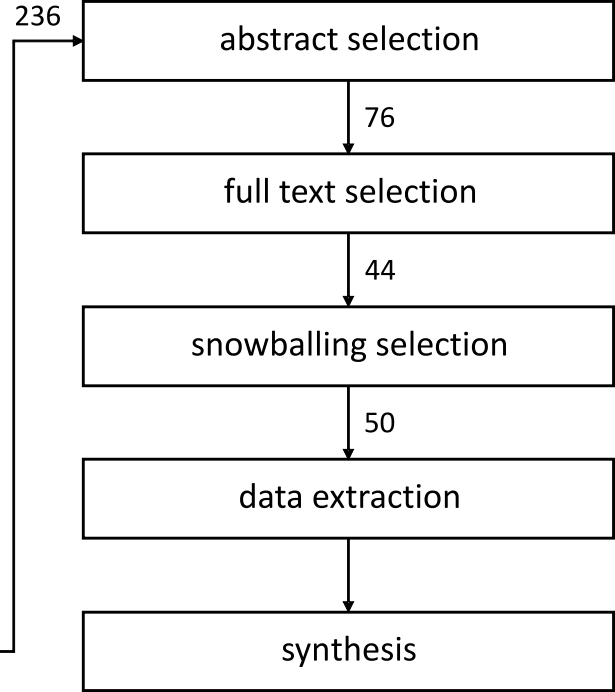 236
abstract selection
76
full text selection
44
snowballing selection
50
data extraction
synthesis